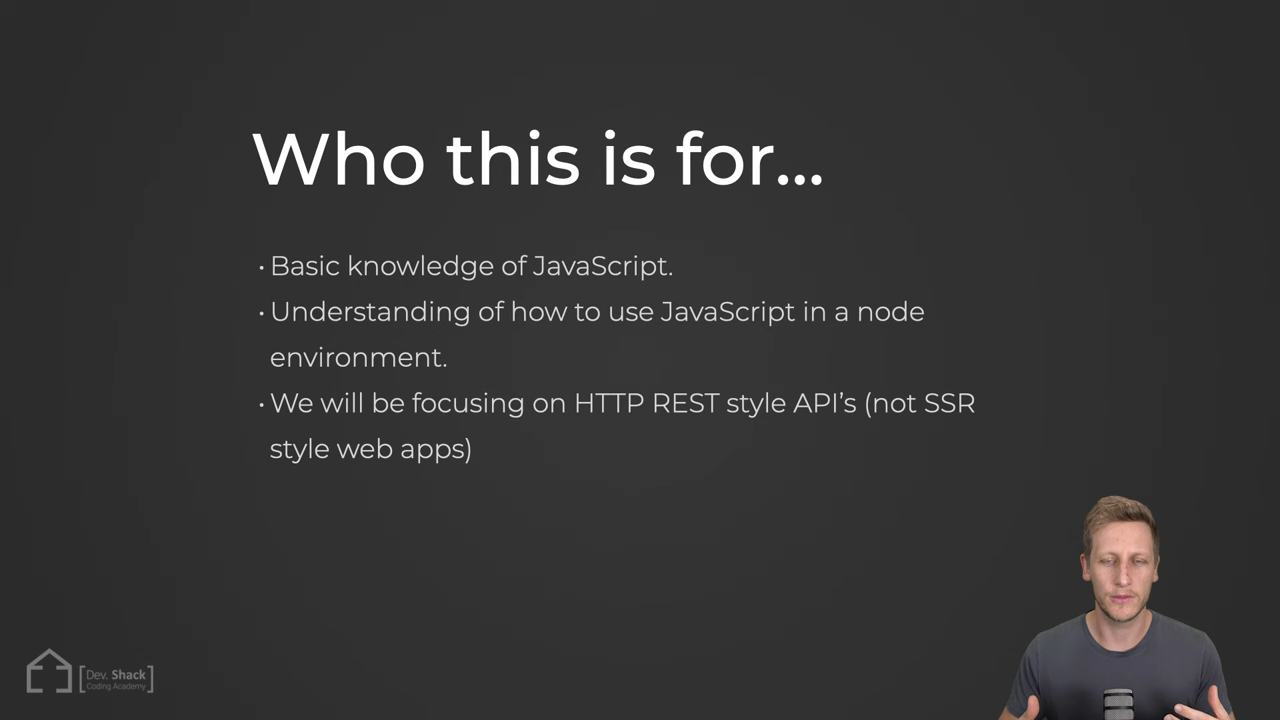 Who this is for...
• Basic knowledge of JavaScript.
• Understanding of how to use JavaScript in a node
environment.
• We will be focusing on HTTP REST style API’s (not SSR
style web apps)
[Dev. Shack
Coding Academy]